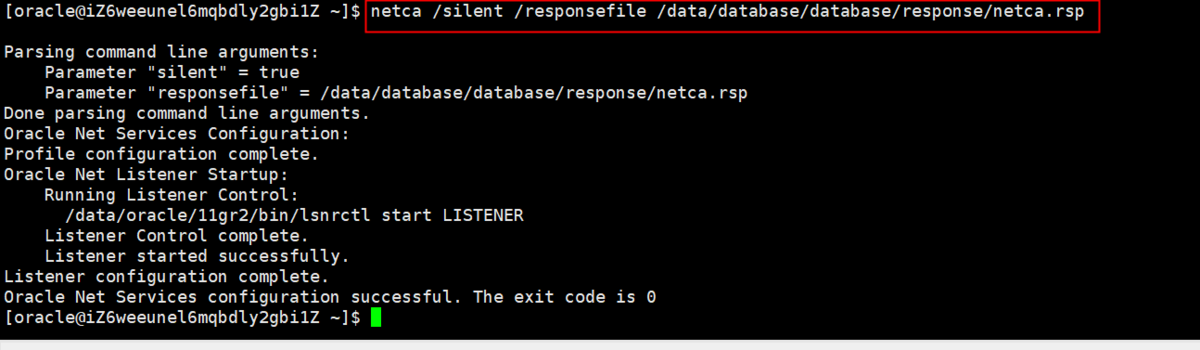 [oracle@iZ6weeunel6mqbdly2gbi1Z ~]$ netca /silent /responsefile /data/database/database/response/netca.rsp
Parsing command line arguments:
    Parameter "silent" = true
    Parameter "responsefile" = /data/database/database/response/netca.rsp
Done parsing command line arguments.
Oracle Net Services Configuration:
Profile configuration complete.
Oracle Net Listener Startup:
    Running Listener Control:
      /data/oracle/11gr2/bin/lsnrctl start LISTENER
    Listener Control complete.
    Listener started successfully.
Listener configuration complete.
Oracle Net Services configuration successful. The exit code is 0
[oracle@iZ6weeunel6mqbdly2gbi1Z ~]$